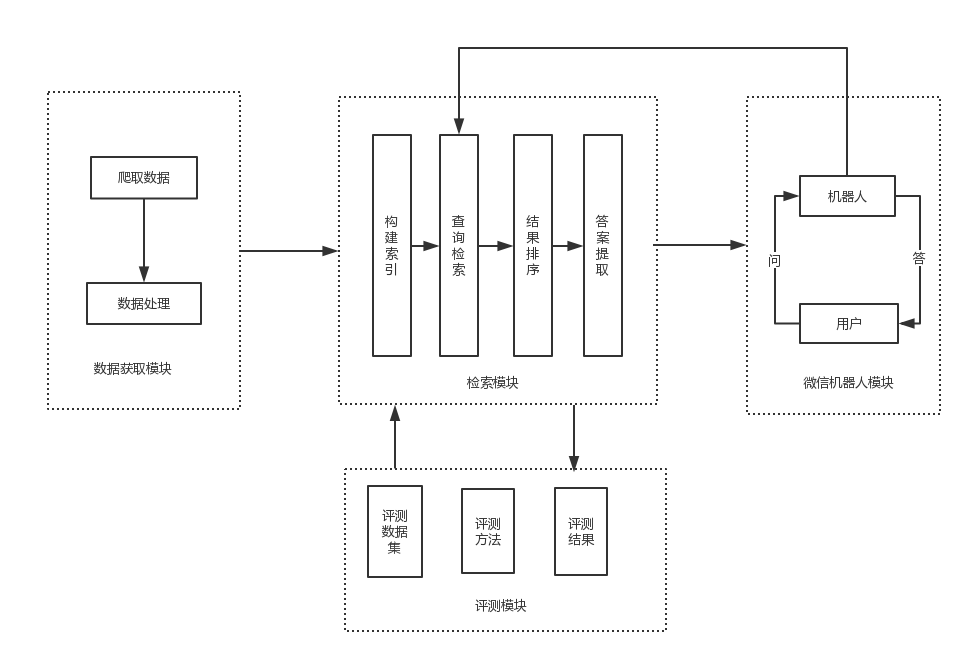 爬取数据
数据处理
数据获取模块
构建索引
查询检索
结果排序
答案提取
检索模块
机器人
问
答
用户
微信机器人模块
评测
数据
集
评测
方法
评测
结果
评测模块